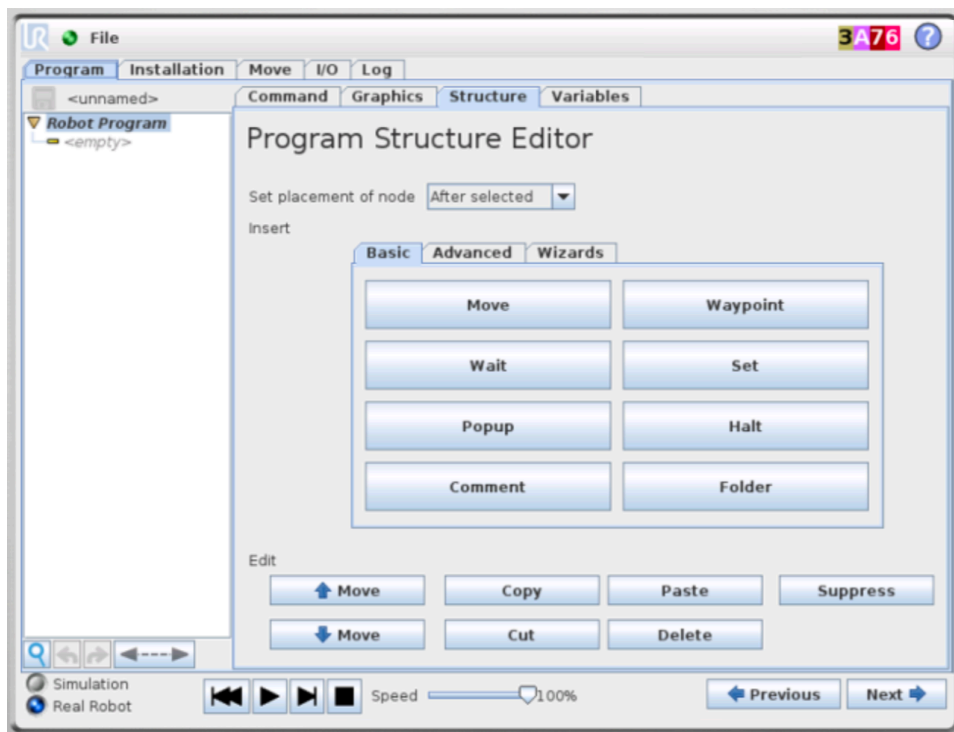 UR File 3A76 ?
Program Installation Move I/O Log
<unnamed>
Command Graphics Structure Variables
Robot Program
<empty>
Program Structure Editor
Set placement of node After selected
Insert
Basic Advanced Wizards
Move Waypoint
Wait Set
Popup Halt
Comment Folder
Edit
Move Copy Paste Suppress
Move Cut Delete
Simulation
Real Robot
Speed 100%
Previous Next